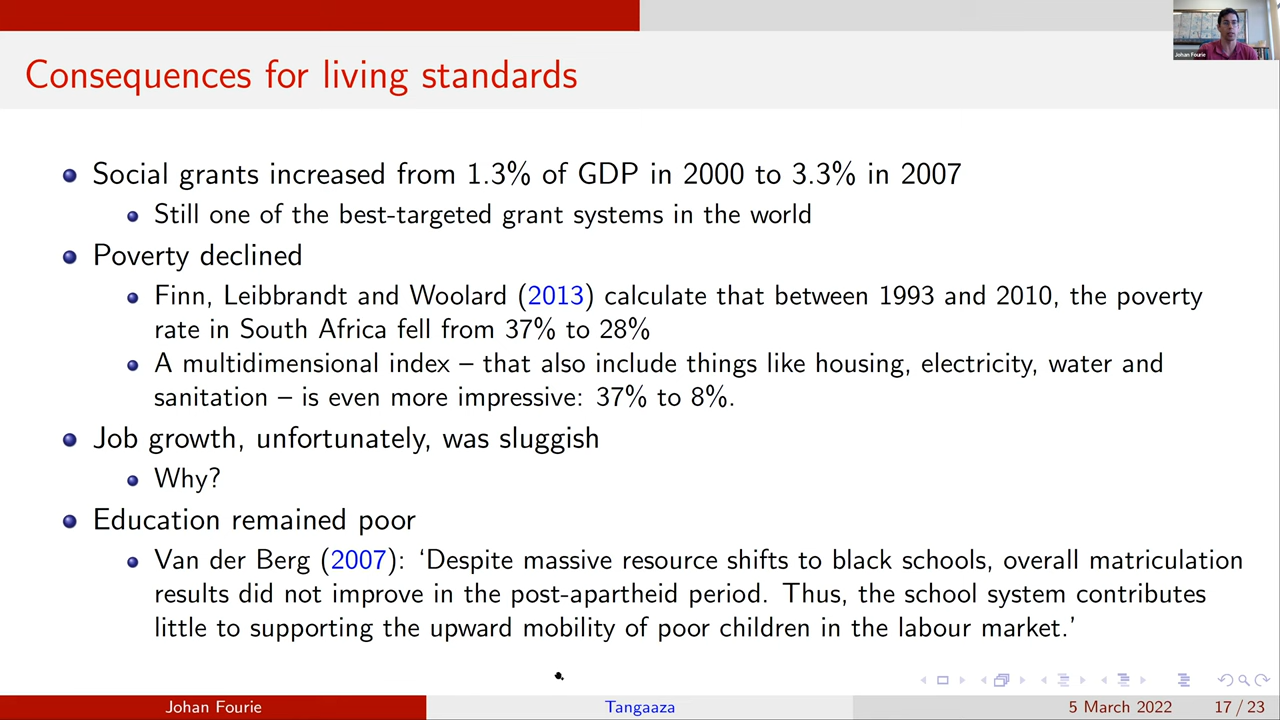 Johan Fourie
Consequences for living standards
Social grants increased from 1.3% of GDP in 2000 to 3.3% in 2007
Still one of the best-targeted grant systems in the world
Poverty declined
Finn, Leibbrandt and Woolard (2013) calculate that between 1993 and 2010, the poverty
rate in South Africa fell from 37% to 28%
A multidimensional index – that also include things like housing, electricity, water and
sanitation – is even more impressive: 37% to 8%.
Job growth, unfortunately, was sluggish
Why?
Education remained poor
Van der Berg (2007): ‘Despite massive resource shifts to black schools, overall matriculation
results did not improve in the post-apartheid period. Thus, the school system contributes
little to supporting the upward mobility of poor children in the labour market.’
Johan Fourie
Tangaaza
5 March 2022
17 / 23